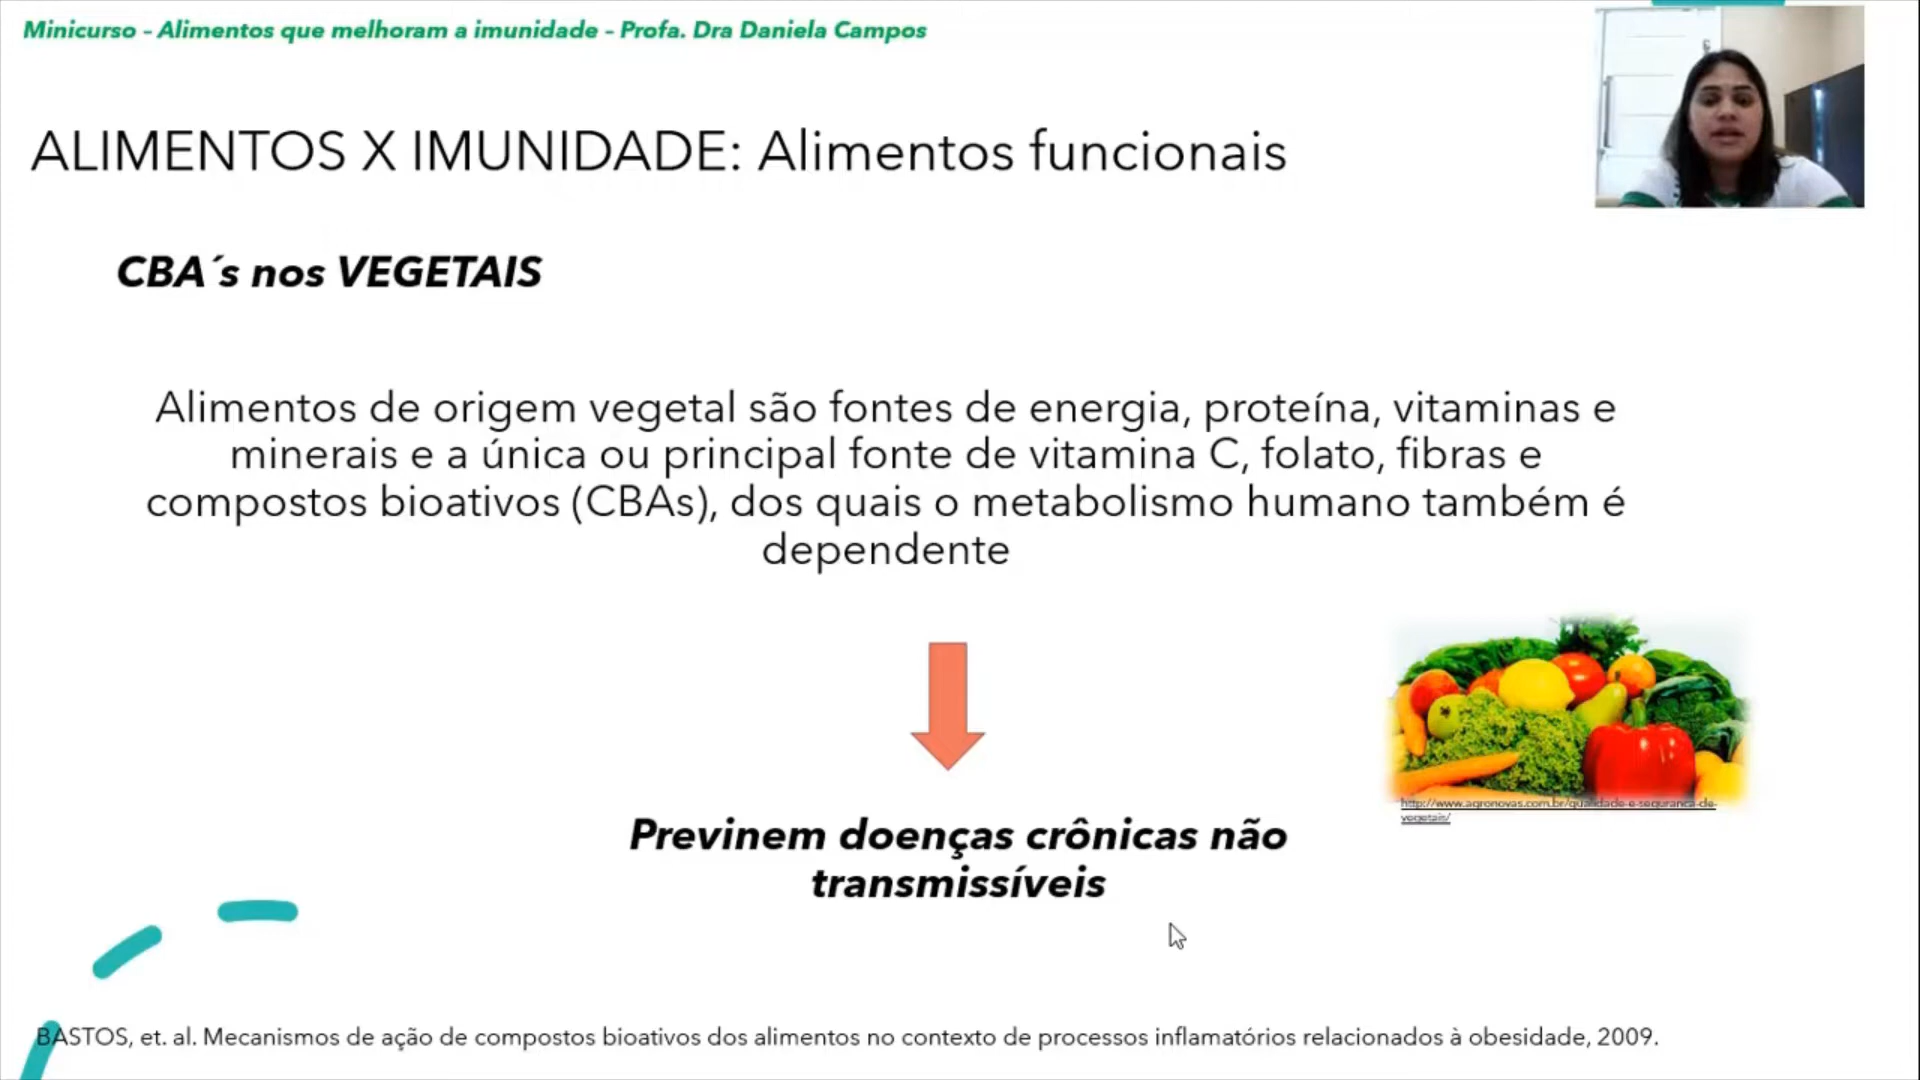 Minicurso – Alimentos que melhoram a imunidade – Profa. Dra Daniela Campos
ALIMENTOS X IMUNIDADE: Alimentos funcionais
CBA´s nos VEGETAIS
Alimentos de origem vegetal são fontes de energia, proteína, vitaminas e
minerais e a única ou principal fonte de vitamina C, folato, fibras e
compostos bioativos (CBAs), dos quais o metabolismo humano também é
dependente
http://www.agronovas.com.br/qualidade-e-seguranca-de-
vegetais/
Previnem doenças crônicas não
transmissíveis
BASTOS, et. al. Mecanismos de ação de compostos bioativos dos alimentos no contexto de processos inflamatórios relacionados à obesidade, 2009.